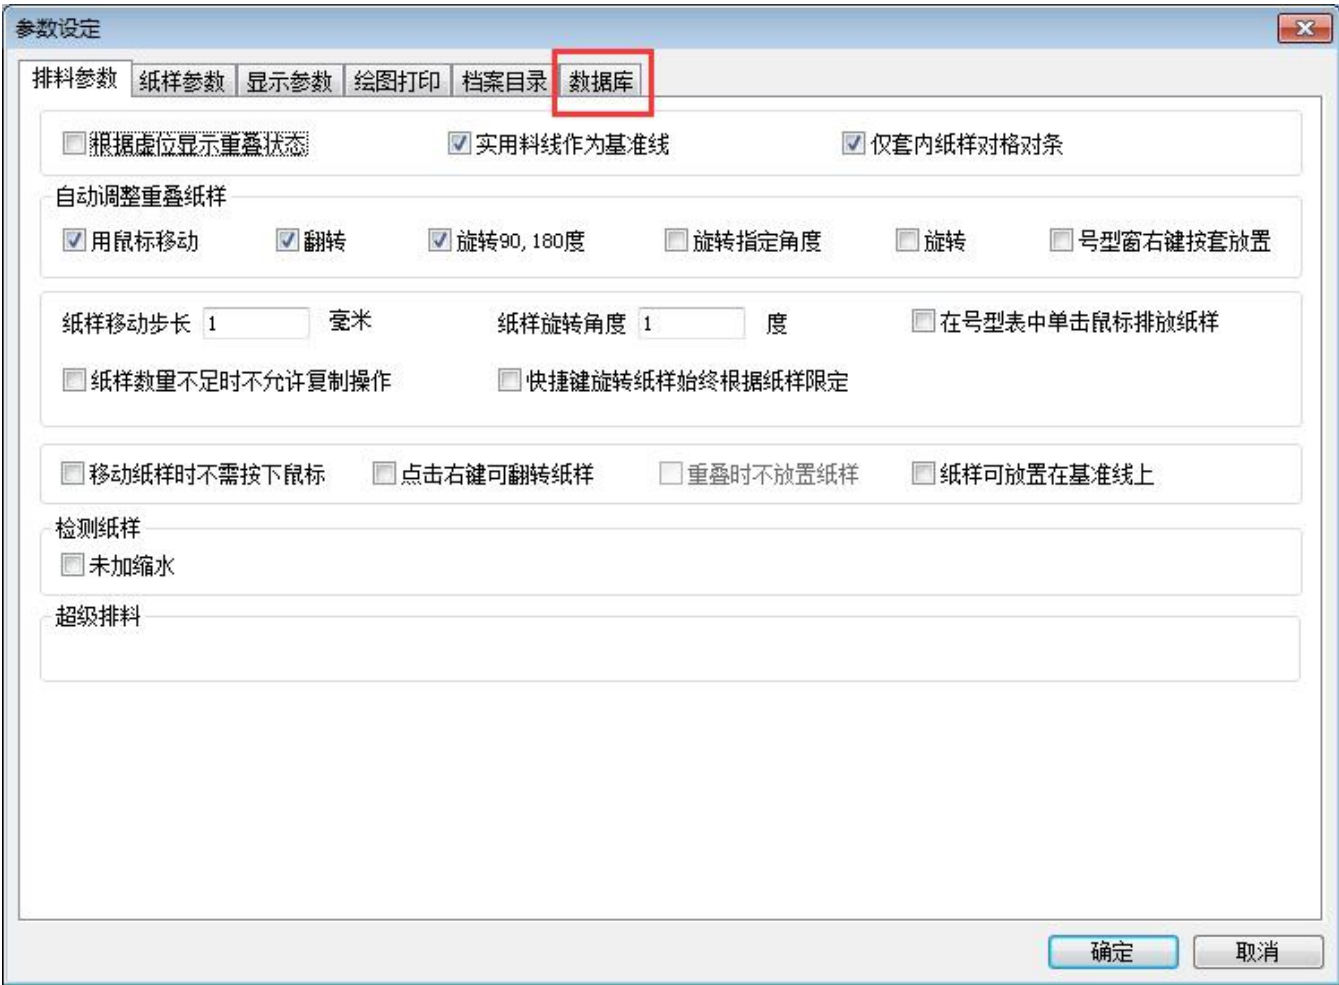 参数设定
排料参数 纸样参数 显示参数 绘图打印 档案目录 数据库
根据虚位显示重叠状态 实用料线作为基准线 仅套内纸样对格对条
自动调整重叠纸样
用鼠标移动 翻转 旋转90,180度 旋转指定角度 旋转 号型窗右键按套放置
纸样移动步长 1 毫米 纸样旋转角度 1 度 在号型表中单击鼠标排放纸样
纸样数量不足时不允许复制操作 快捷键旋转纸样始终根据纸样限定
移动纸样时不需按下鼠标 点击右键可翻转纸样 重叠时不放置纸样 纸样可放置在基准线上
检测纸样
未加缩水
超级排料
确定 取消